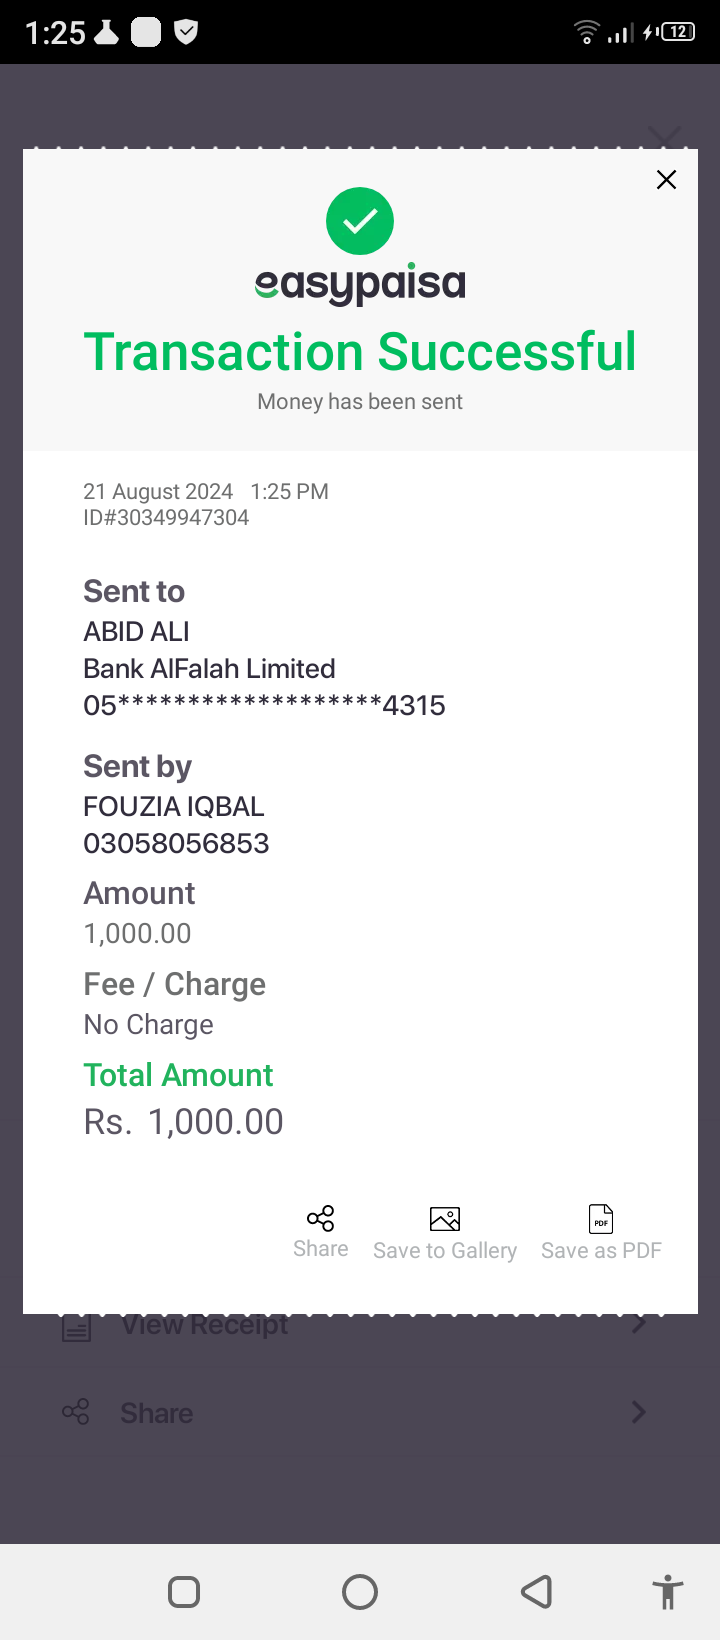 1:25
12
easypaisa
Transaction Successful
Money has been sent
21 August 2024 1:25 PM
ID#30349947304
Sent to
ABID ALI
Bank AlFalah Limited
05*******************4315
Sent by
FOUZIA IQBAL
03058056853
Amount
1,000.00
Fee / Charge
No Charge
Total Amount
Rs. 1,000.00
PDF
Share Save to Gallery Save as PDF
View Receipt
Share